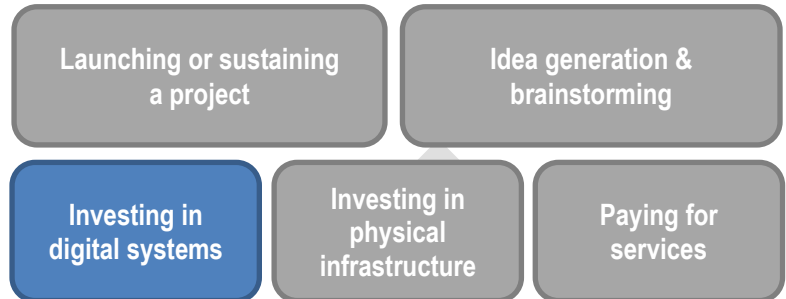 Launching or sustaining
a project
Idea generation &
brainstorming
Investing in
digital systems
Investing in
physical
infrastructure
Paying for
services